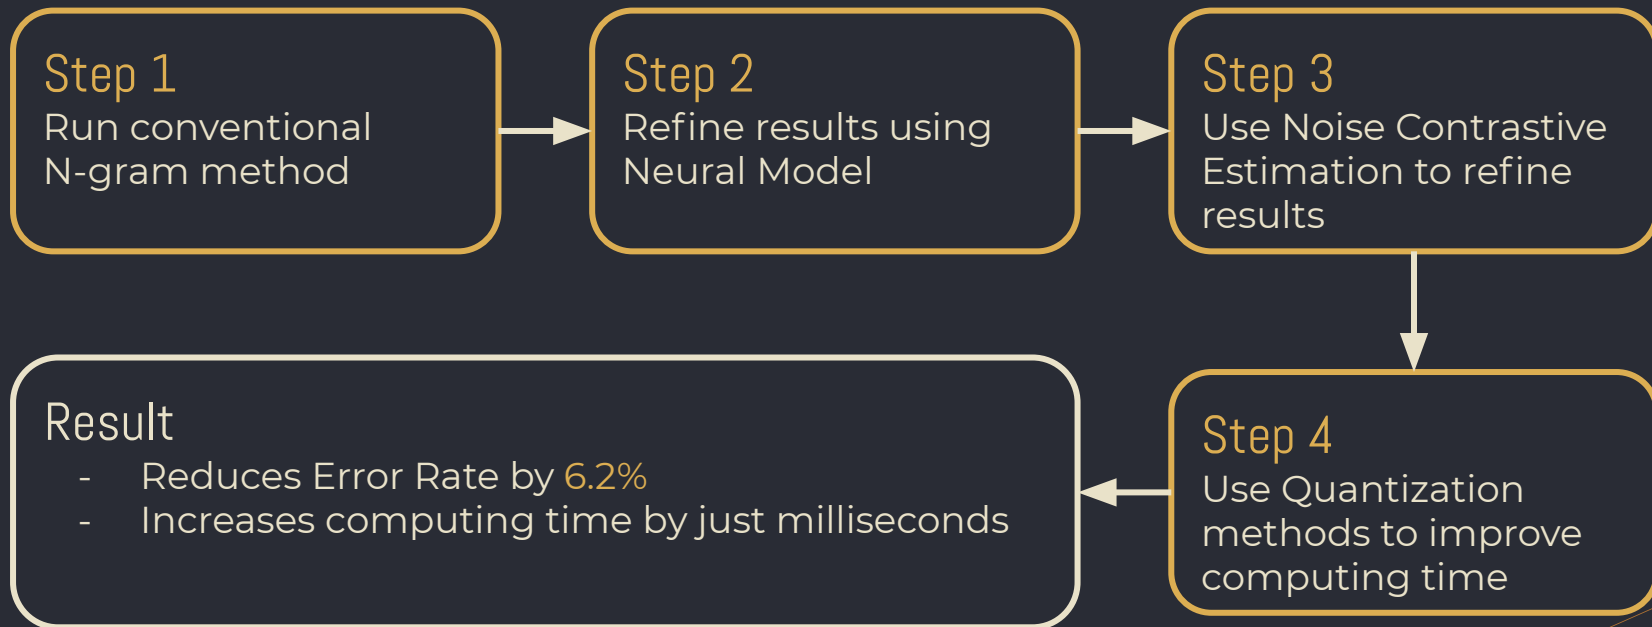 Step 1
Run conventional
N-gram method
Step 2
Refine results using
Neural Model
Step 3
Use Noise Contrastive
Estimation to refine
results
Step 4
Use Quantization
methods to improve
computing time
Result
- Reduces Error Rate by 6.2%
- Increases computing time by just milliseconds